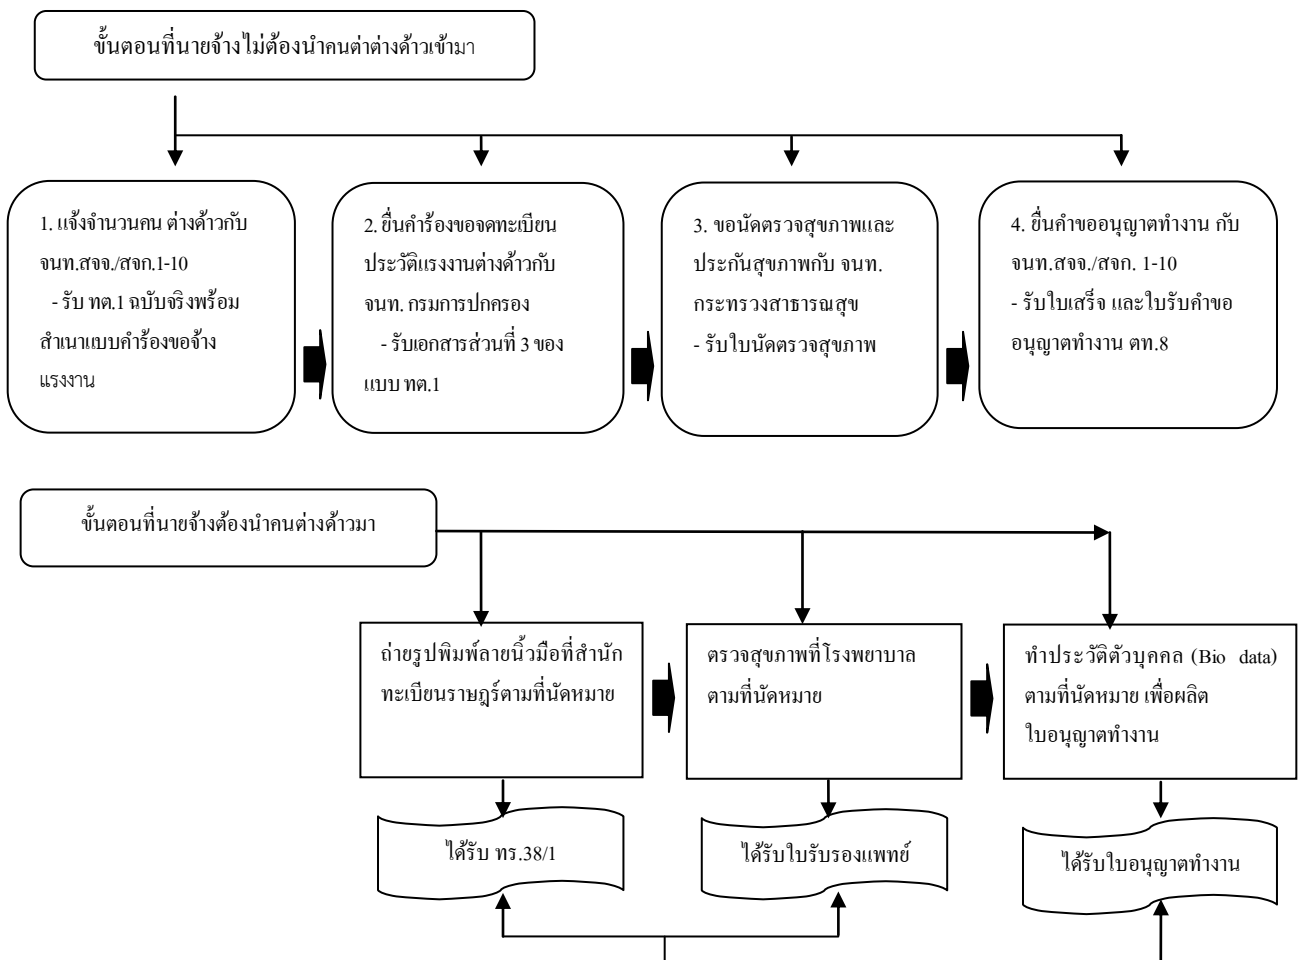 ขั้นตอนที่นายจ้างไม่ต้องนำคนต่าต่างด้าวเข้ามา
1. แจ้งจำนวนคน ต่างด้าวกับ
จนท.สจจ./สจก.1-10
- รับ ทต.1 ฉบับจริงพร้อม
สำเนาแบบคำร้องขอจ้าง
แรงงาน
2. ยื่นคำร้องขอจดทะเบียน
ประวัติแรงงานต่างด้าวกับ
จนท. กรมการปกครอง
- รับเอกสารส่วนที่ 3 ของ
แบบ ทต.1
3. ขอนัดตรวจสุขภาพและ
ประกันสุขภาพกับ จนท.
กระทรวงสาธารณสุข
- รับใบนัดตรวจสุขภาพ
4. ยื่นคำขออนุญาตทำงาน กับ
จนท.สจจ./สจก. 1-10
- รับใบเสร็จ และใบรับคำขอ
อนุญาตทำงาน ตท.8
ขั้นตอนที่นายจ้างต้องนำคนต่างด้าวมา
ถ่ายรูปพิมพ์ลายนิ้วมือที่สำนัก
ทะเบียนราษฎร์ตามที่นัดหมาย
ตรวจสุขภาพที่โรงพยาบาล
ตามที่นัดหมาย
ทำประวัติตัวบุคคล (Bio data)
ตามที่นัดหมาย เพื่อผลิต
ใบอนุญาตทำงาน
ได้รับ ทร.38/1
ได้รับใบรับรองแพทย์
ได้รับใบอนุญาตทำงาน